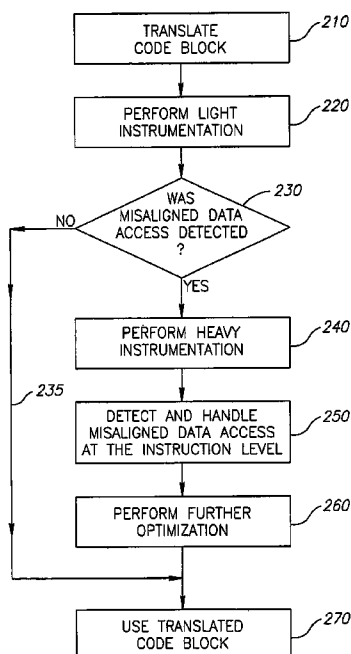 TRANSLATE
CODE BLOCK
210
PERFORM LIGHT
INSTRUMENTATION
220
WAS
MISALIGNED DATA
ACCESS DETECTED
?
230
NO
YES
235
PERFORM HEAVY
INSTRUMENTATION
240
DETECT AND HANDLE
MISALIGNED DATA ACCESS
AT THE INSTRUCTION LEVEL
250
PERFORM FURTHER
OPTIMIZATION
260
USE TRANSLATED
CODE BLOCK
270